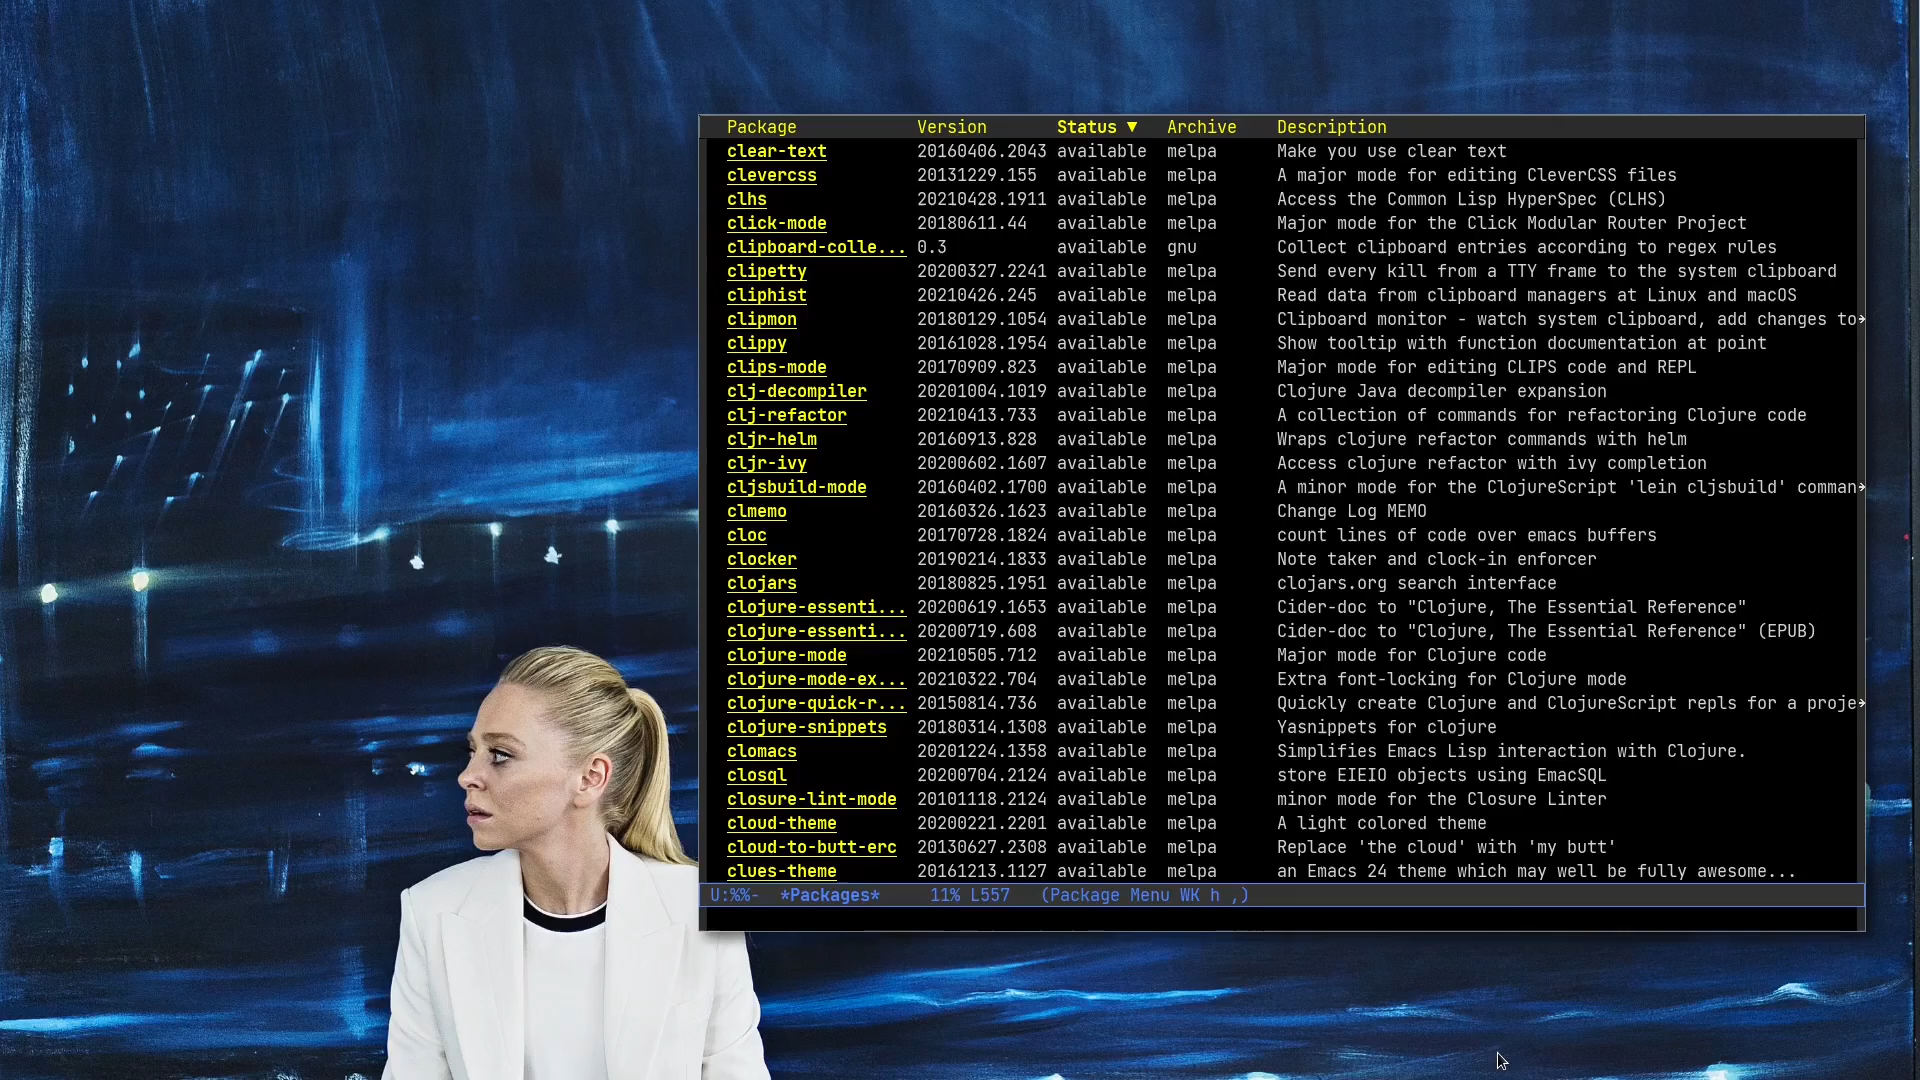 Package Version Status ▼ Archive Description
clear-text 20160406.2043 available melpa Make you use clear text
clevercss 20131229.155 available melpa A major mode for editing CleverCSS files
clhs 20210428.1911 available melpa Access the Common Lisp HyperSpec (CLHS)
click-mode 20180611.44 available melpa Major mode for the Click Modular Router Project
clipboard-colle... 0.3 available gnu Collect clipboard entries according to regex rules
clipetty 20200327.2241 available melpa Send every kill from a TTY frame to the system clipboard
cliphist 20210426.245 available melpa Read data from clipboard managers at Linux and macOS
clipmon 20180129.1054 available melpa Clipboard monitor - watch system clipboard, add changes to→
clippy 20161028.1954 available melpa Show tooltip with function documentation at point
clips-mode 20170909.823 available melpa Major mode for editing CLIPS code and REPL
clj-decompiler 20201004.1019 available melpa Clojure Java decompiler expansion
clj-refactor 20210413.733 available melpa A collection of commands for refactoring Clojure code
cljr-helm 20160913.828 available melpa Wraps clojure refactor commands with helm
cljr-ivy 20200602.1607 available melpa Access clojure refactor with ivy completion
cljsbuild-mode 20160402.1700 available melpa A minor mode for the ClojureScript 'lein cljsbuild' comman→
clmemo 20160326.1623 available melpa Change Log MEMO
cloc 20170728.1824 available melpa count lines of code over emacs buffers
clocker 20190214.1833 available melpa Note taker and clock-in enforcer
clojars 20180825.1951 available melpa clojars.org search interface
clojure-essenti... 20200619.1653 available melpa Cider-doc to "Clojure, The Essential Reference"
clojure-essenti... 20200719.608 available melpa Cider-doc to "Clojure, The Essential Reference" (EPUB)
clojure-mode 20210505.712 available melpa Major mode for Clojure code
clojure-mode-ex... 20210322.704 available melpa Extra font-locking for Clojure mode
clojure-quick-r... 20150814.736 available melpa Quickly create Clojure and ClojureScript repls for a proje→
clojure-snippets 20180314.1308 available melpa Yasnippets for clojure
clomacs 20201224.1358 available melpa Simplifies Emacs Lisp interaction with Clojure.
closql 20200704.2124 available melpa store EIEIO objects using EmacSQL
closure-lint-mode 20101118.2124 available melpa minor mode for the Closure Linter
cloud-theme 20200221.2201 available melpa A light colored theme
cloud-to-butt-erc 20130627.2308 available melpa Replace 'the cloud' with 'my butt'
clues-theme 20161213.1127 available melpa an Emacs 24 theme which may well be fully awesome...
U:%%- *Packages* 11% L557 (Package Menu WK h ,)